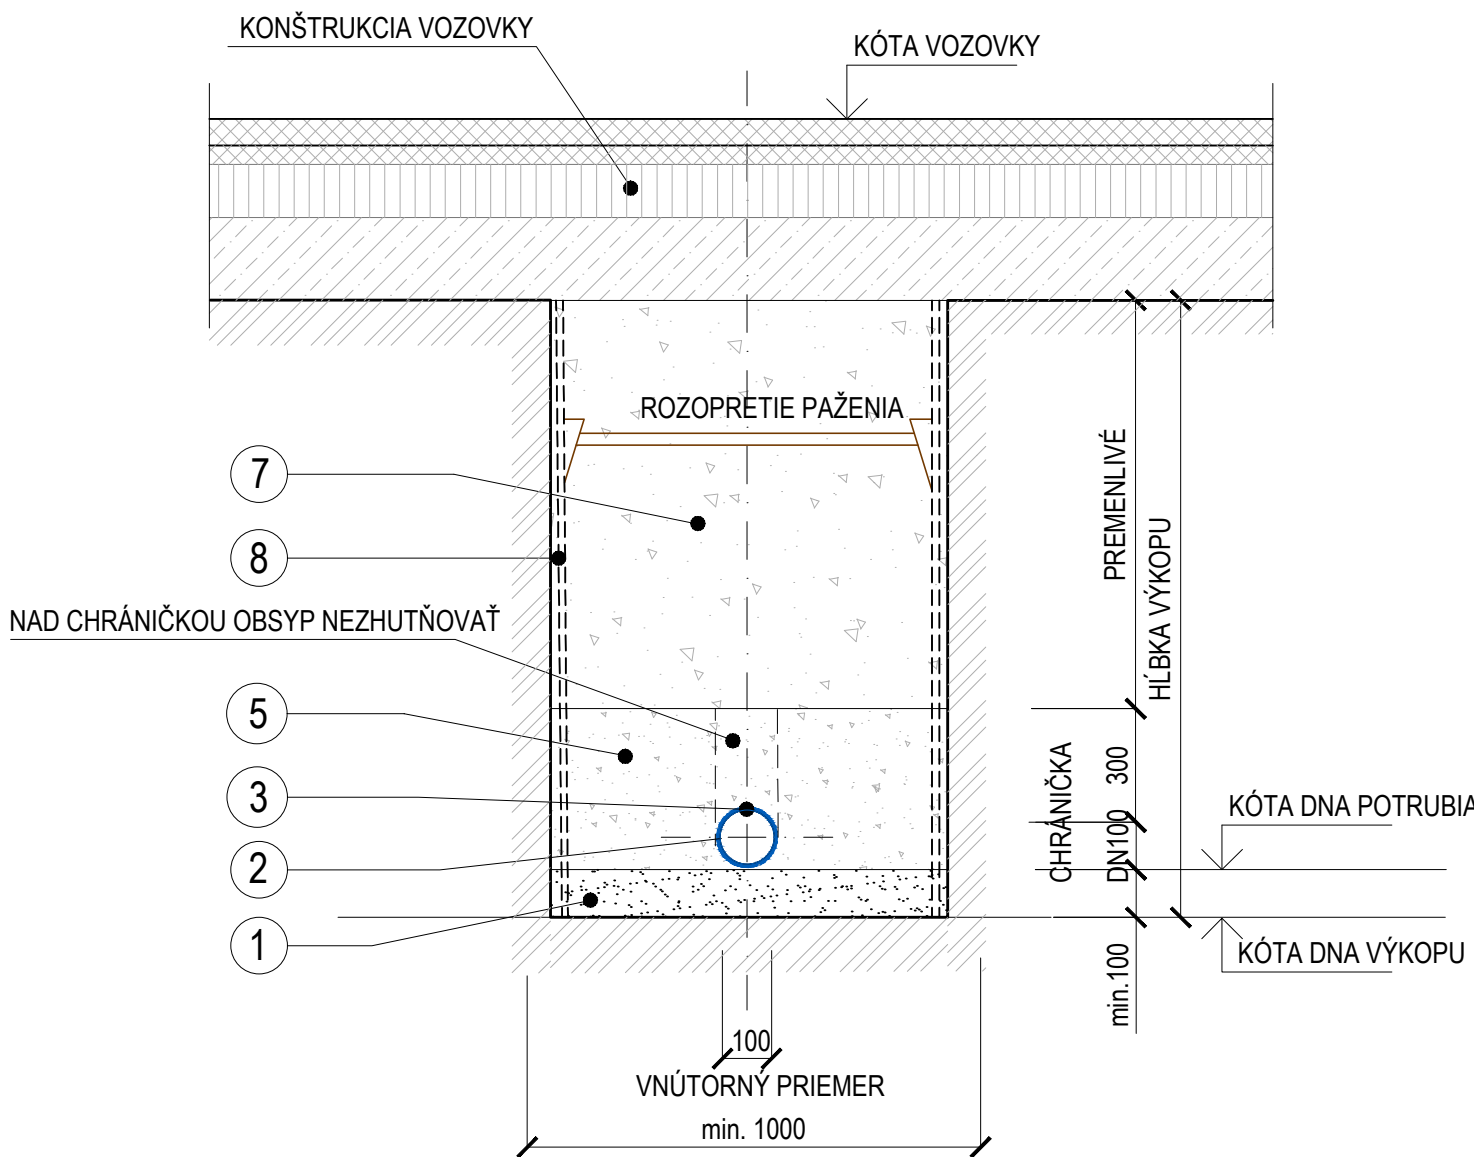 KONŠTRUKCIA VOZOVKY
KÓTA VOZOVKY
ROZOPRETIE PAŽENIA
7
8
NAD CHRÁNIČKOU OBSYP NEZHUTŇOVAŤ
5
3
2
1
PREMENLIVÉ
HĹBKA VÝKOPU
CHRÁNIČKA
DN100
300
min.100
KÓTA DNA POTRUBIA
KÓTA DNA VÝKOPU
100
VNÚTORNÝ PRIEMER
min. 1000